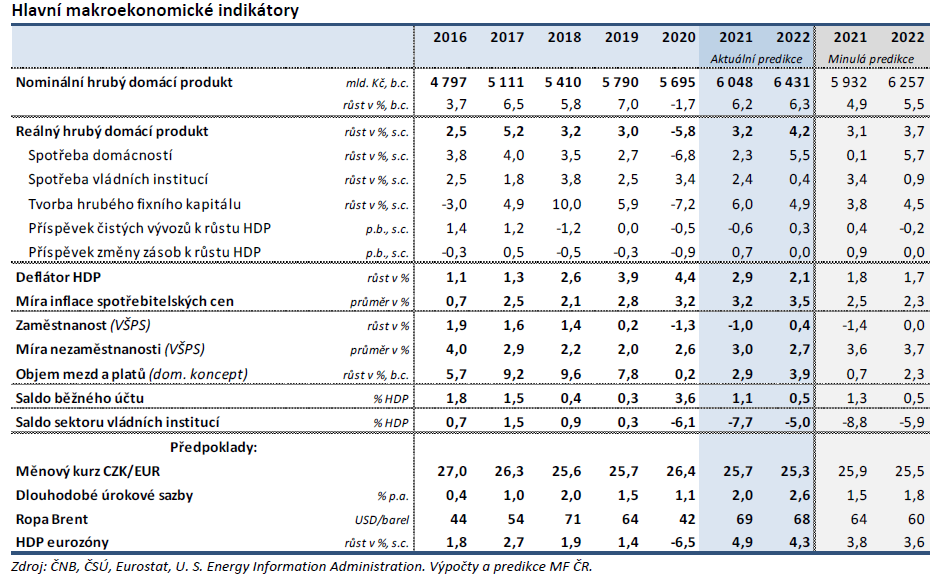 Hlavní makroekonomické indikátory
2016 2017 2018 2019 2020 2021 2022 2021 2022
Aktuální predikce Minulá predikce
Nominální hrubý domácí produkt mld. Kč, b.c. 4 797 5 111 5 410 5 790 5 695 6 048 6 431 5 932 6 257
růst v %, b.c. 3,7 6,5 5,8 7,0 -1,7 6,2 6,3 4,9 5,5
Reálný hrubý domácí produkt růst v %, s.c. 2,5 5,2 3,2 3,0 -5,8 3,2 4,2 3,1 3,7
Spotřeba domácností růst v %, s.c. 3,8 4,0 3,5 2,7 -6,8 2,3 5,5 0,1 5,7
Spotřeba vládních institucí růst v %, s.c. 2,5 1,8 3,8 2,5 3,4 2,4 0,4 3,4 0,9
Tvorba hrubého fixního kapitálu růst v %, s.c. -3,0 4,9 10,0 5,9 -7,2 6,0 4,9 3,8 4,5
Příspěvek čistých vývozů k růstu HDP p.b., s.c. 1,4 1,2 -1,2 0,0 -0,5 -0,6 0,3 0,4 -0,2
Příspěvek změny zásob k růstu HDP p.b., s.c. -0,3 0,5 -0,5 -0,3 -0,9 0,7 0,0 0,9 0,0
Deflátor HDP růst v % 1,1 1,3 2,6 3,9 4,4 2,9 2,1 1,8 1,7
Míra inflace spotřebitelských cen průměr v % 0,7 2,5 2,1 2,8 3,2 3,2 3,5 2,5 2,3
Zaměstnanost (VŠPS) růst v % 1,9 1,6 1,4 0,2 -1,3 -1,0 0,4 -1,4 0,0
Míra nezaměstnanosti (VŠPS) průměr v % 4,0 2,9 2,2 2,0 2,6 3,0 2,7 3,6 3,7
Objem mezd a platů (dom. koncept) růst v %, b.c. 5,7 9,2 9,6 7,8 0,2 2,9 3,9 0,7 2,3
Saldo běžného účtu % HDP 1,8 1,5 0,4 0,3 3,6 1,1 0,5 1,3 0,5
Saldo sektoru vládních institucí % HDP 0,7 1,5 0,9 0,3 -6,1 -7,7 -5,0 -8,8 -5,9
Předpoklady:
Měnový kurz CZK/EUR 27,0 26,3 25,6 25,7 26,4 25,7 25,3 25,9 25,5
Dlouhodobé úrokové sazby % p.a. 0,4 1,0 2,0 1,5 1,1 2,0 2,6 1,5 1,8
Ropa Brent USD/barel 44 54 71 64 42 69 68 64 60
HDP eurozóny růst v %, s.c. 1,8 2,7 1,9 1,4 -6,5 4,9 4,3 3,8 3,6
Zdroj: ČNB, ČSÚ, Eurostat, U. S. Energy Information Administration. Výpočty a predikce MF ČR.